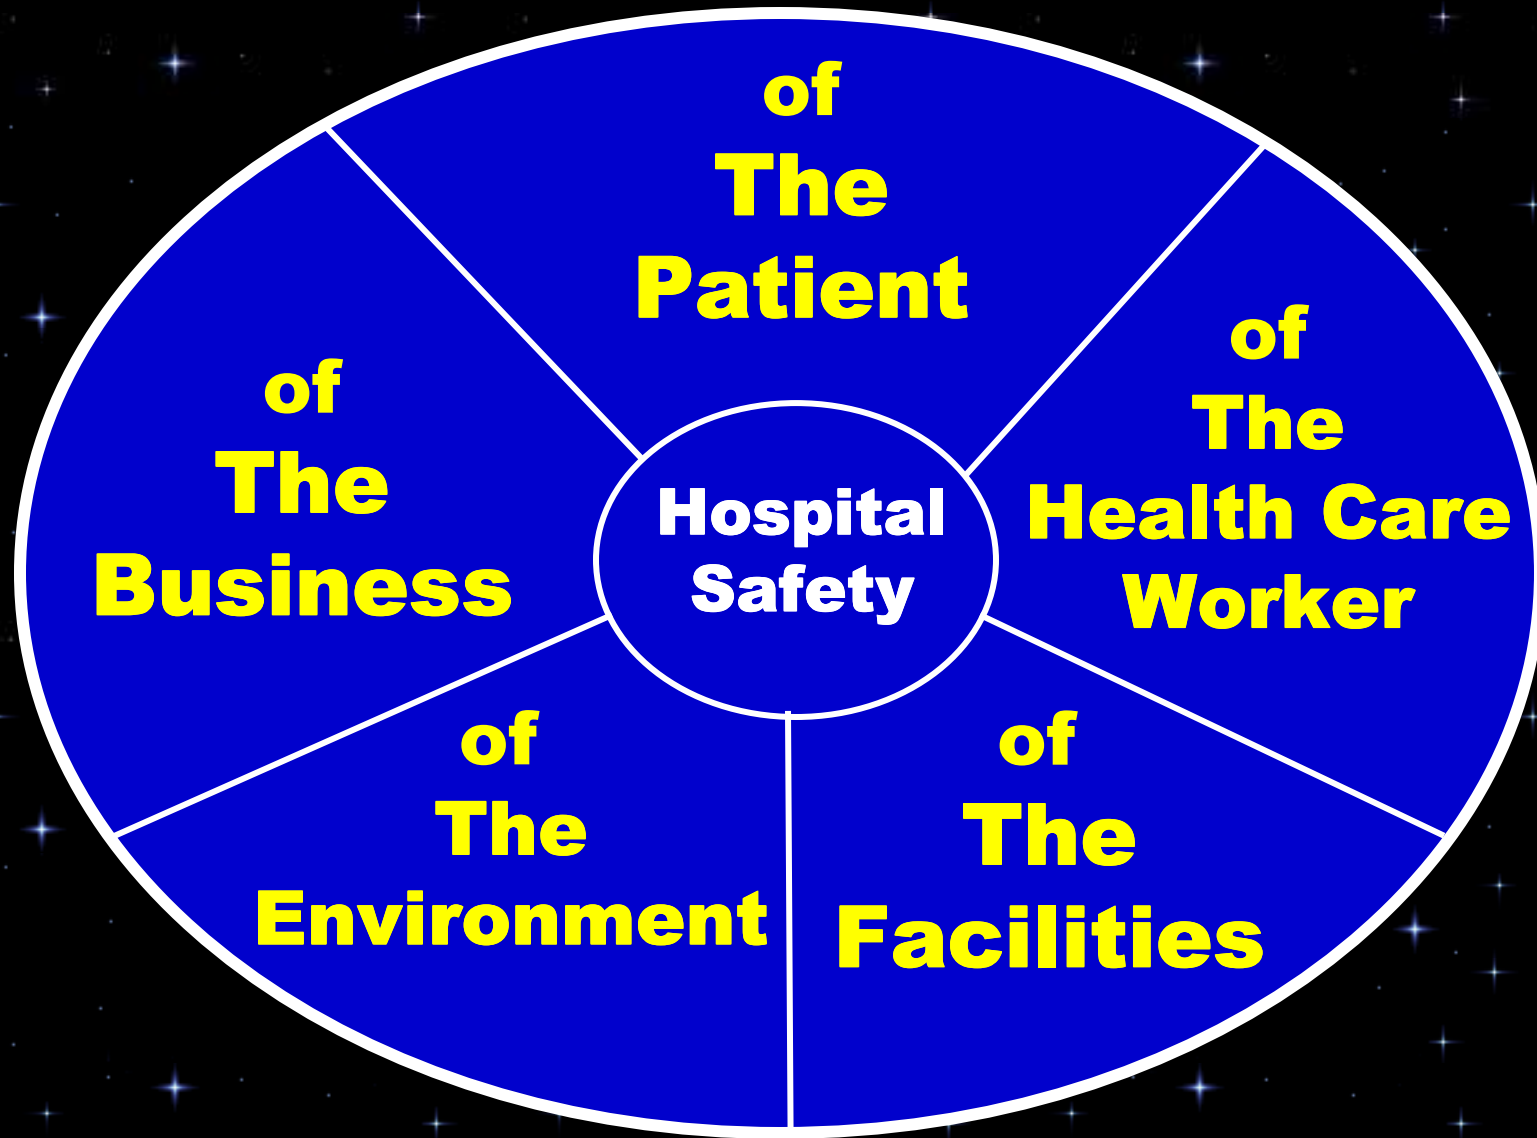 of
The
Patient
of
The
Health Care
Worker
of
The
Facilities
of
The
Environment
of
The
Business
Hospital
Safety